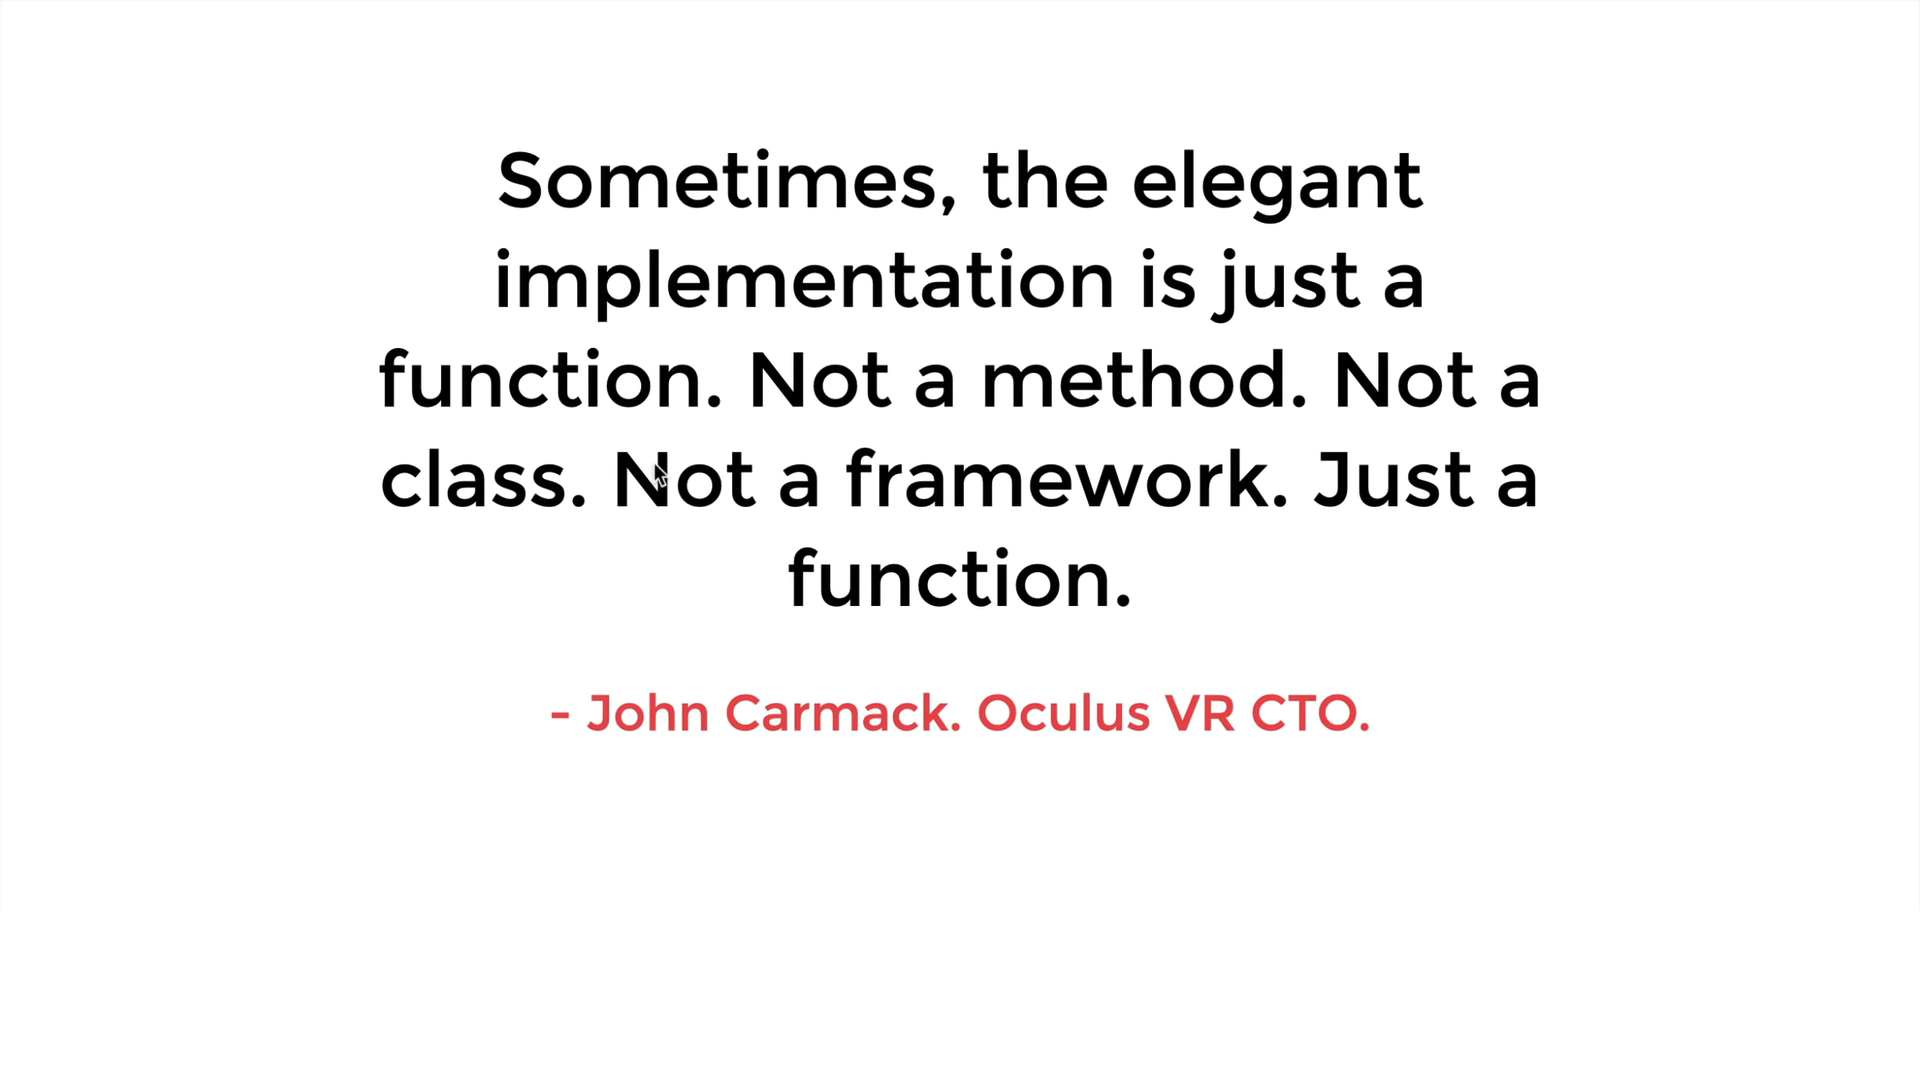 Sometimes, the elegant
implementation is just a
function. Not a method. Not a
class. Not a framework. Just a
function.
- John Carmack. Oculus VR CTO.